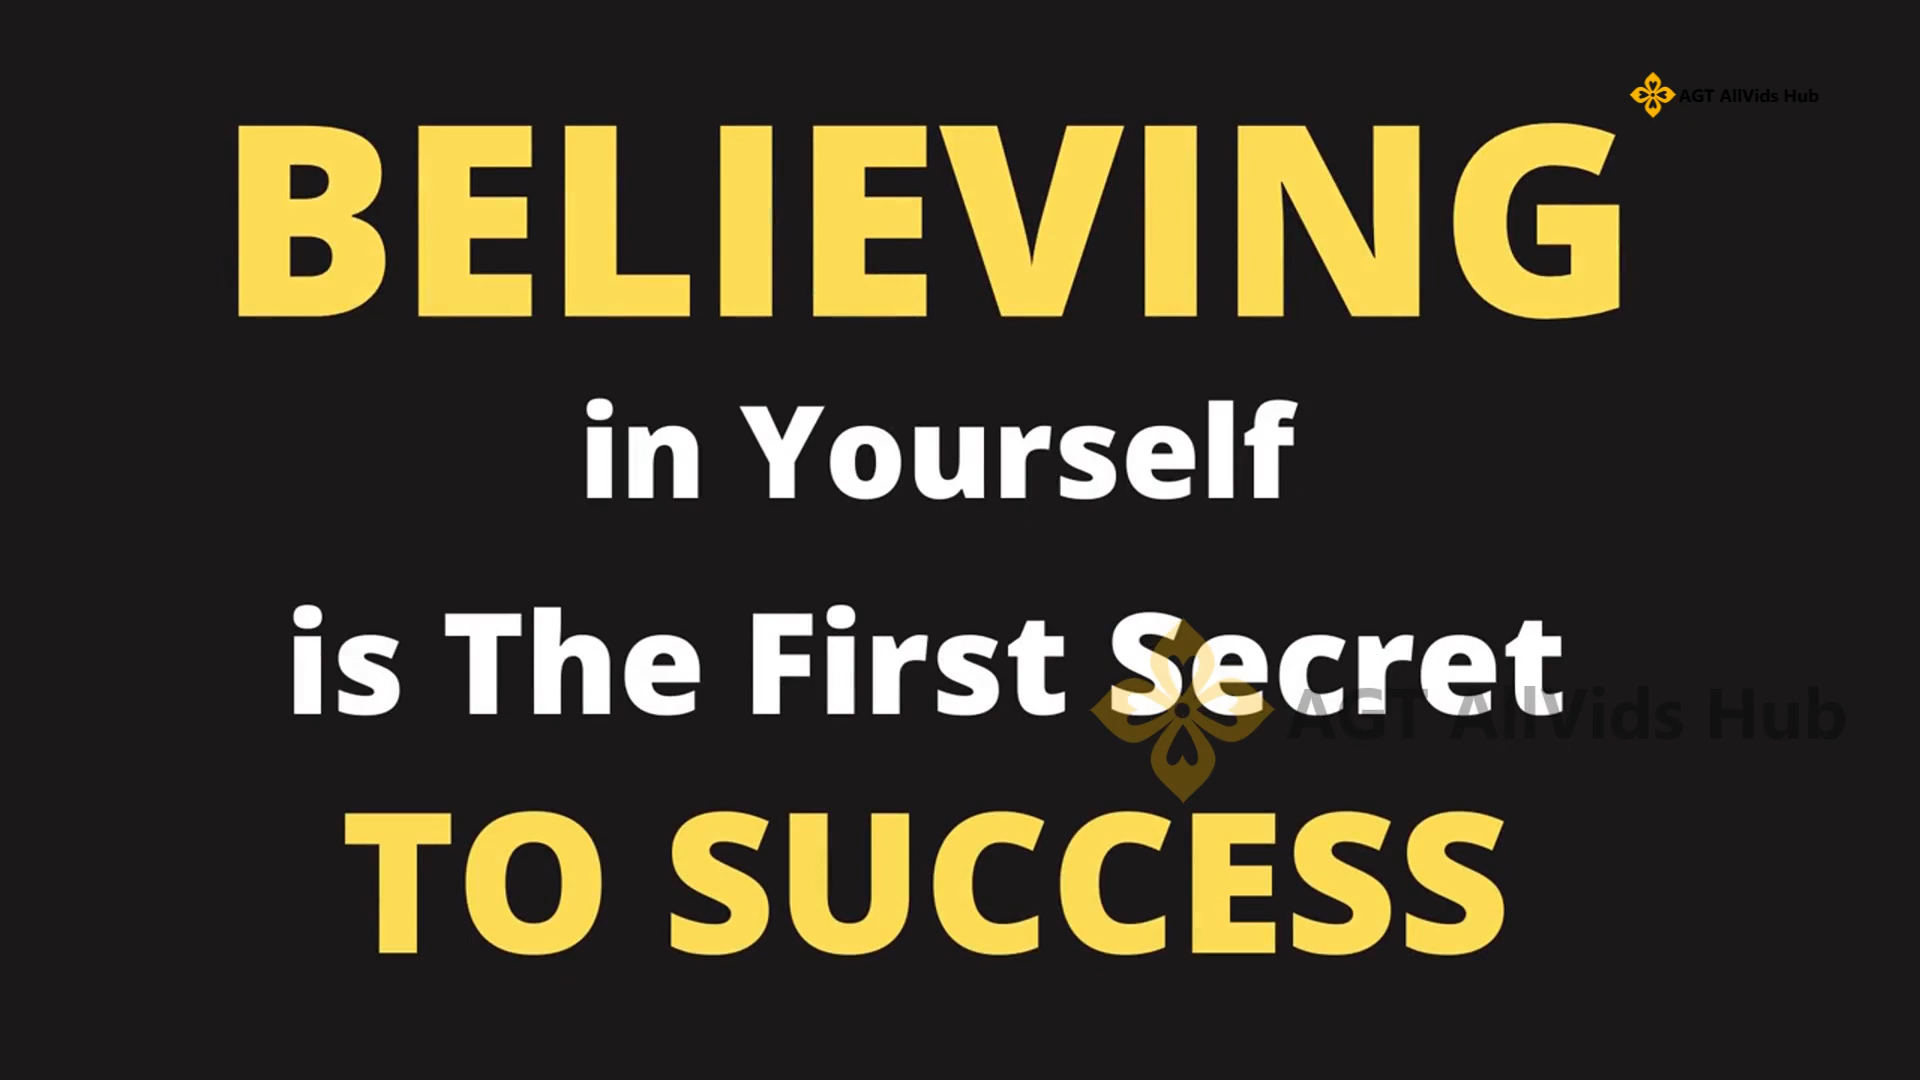 AGT AllVids Hub
BELIEVING
in Yourself
is The First Secret
AGT AllVids Hub
TO SUCCESS